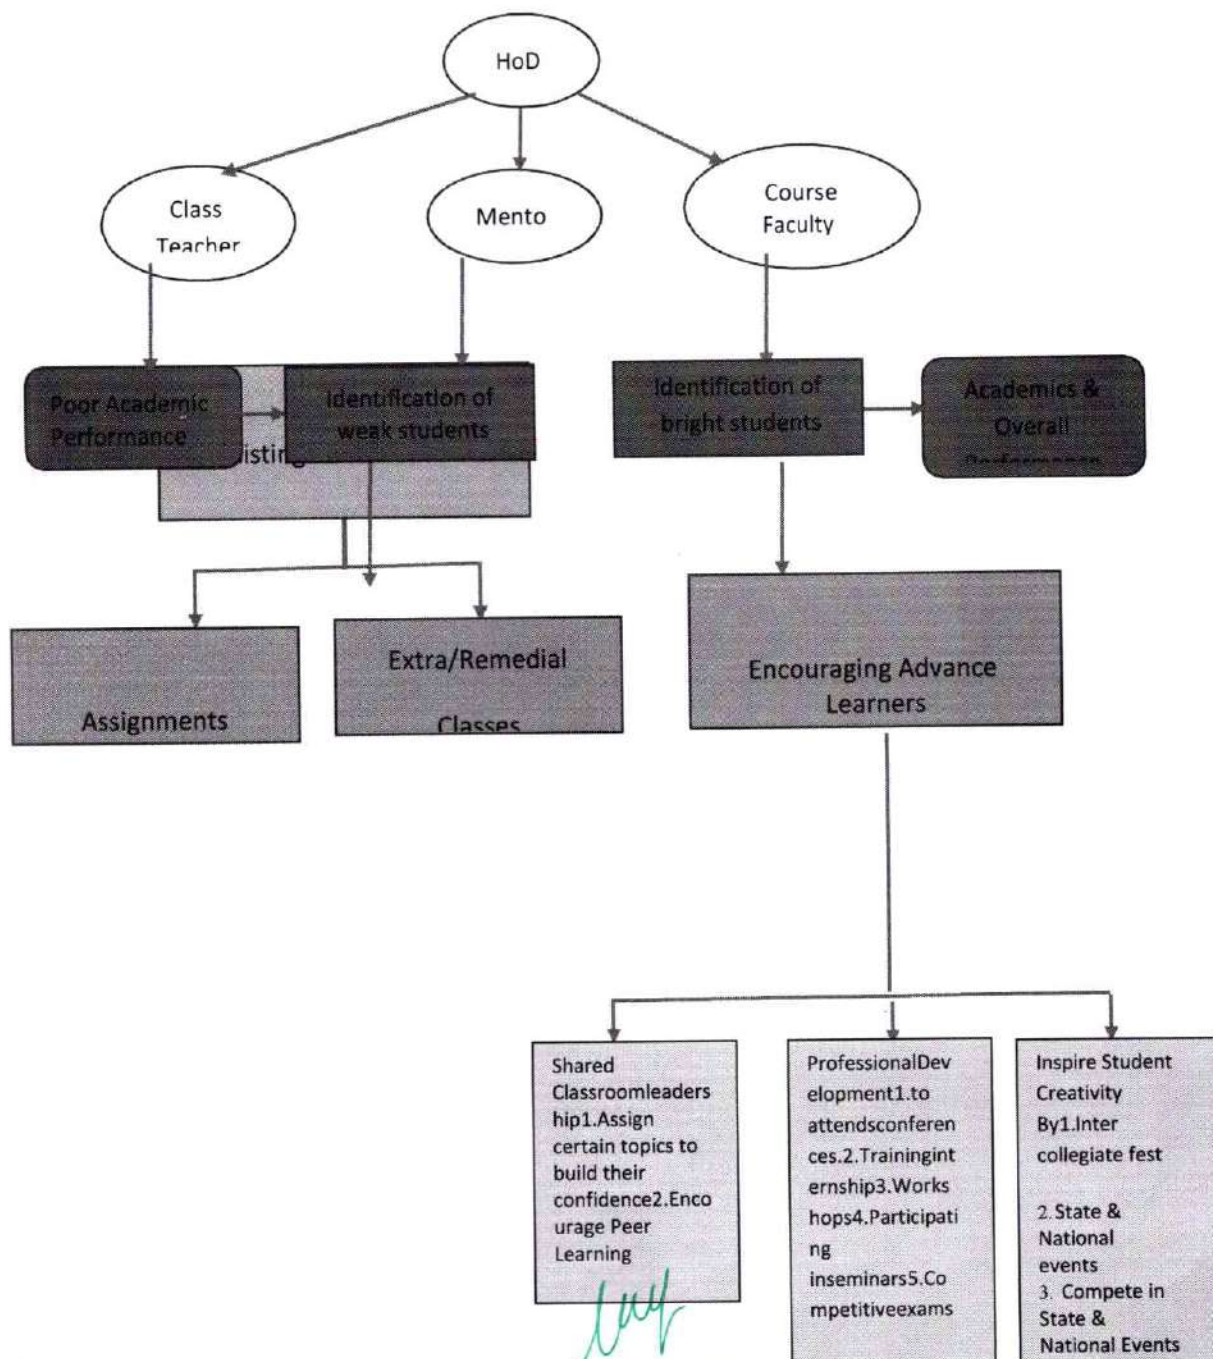 HoD
Class
Teacher
Mento
Course
Faculty
Poor Academic
Performance
isting
Identification of
weak students
Identification of
bright students
Academics &
Overall
Performance
Assignments
Extra/Remedial
Classes
Encouraging Advance
Learners
Shared
Classroomleaders
hip1.Assign
certain topics to
build their
confidence2.Enco
urage Peer
Learning
ProfessionalDev
elopment1.to
attendsconferen
ces.2.Trainingint
ernship3.Works
hops4.Participati
ng
inseminars5.Co
mpetitiveexams
Inspire Student
Creativity
By1.Inter
collegiate fest
2. State &
National
events
3. Compete in
State &
National Events